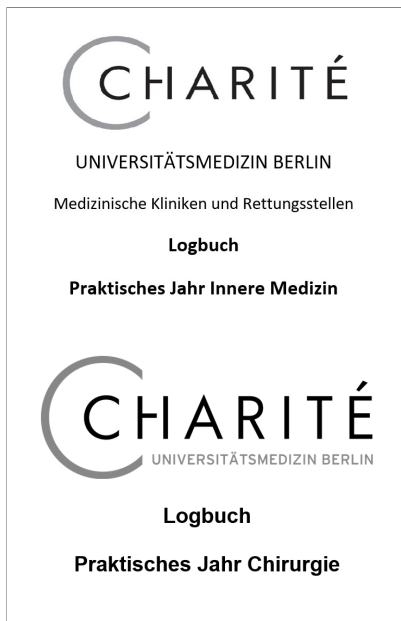 CHARITÉ
UNIVERSITÄTSMEDIZIN BERLIN
Medizinische Kliniken und Rettungsstellen
Logbuch
Praktisches Jahr Innere Medizin
CHARITÉ
UNIVERSITÄTSMEDIZIN BERLIN
Logbuch
Praktisches Jahr Chirurgie